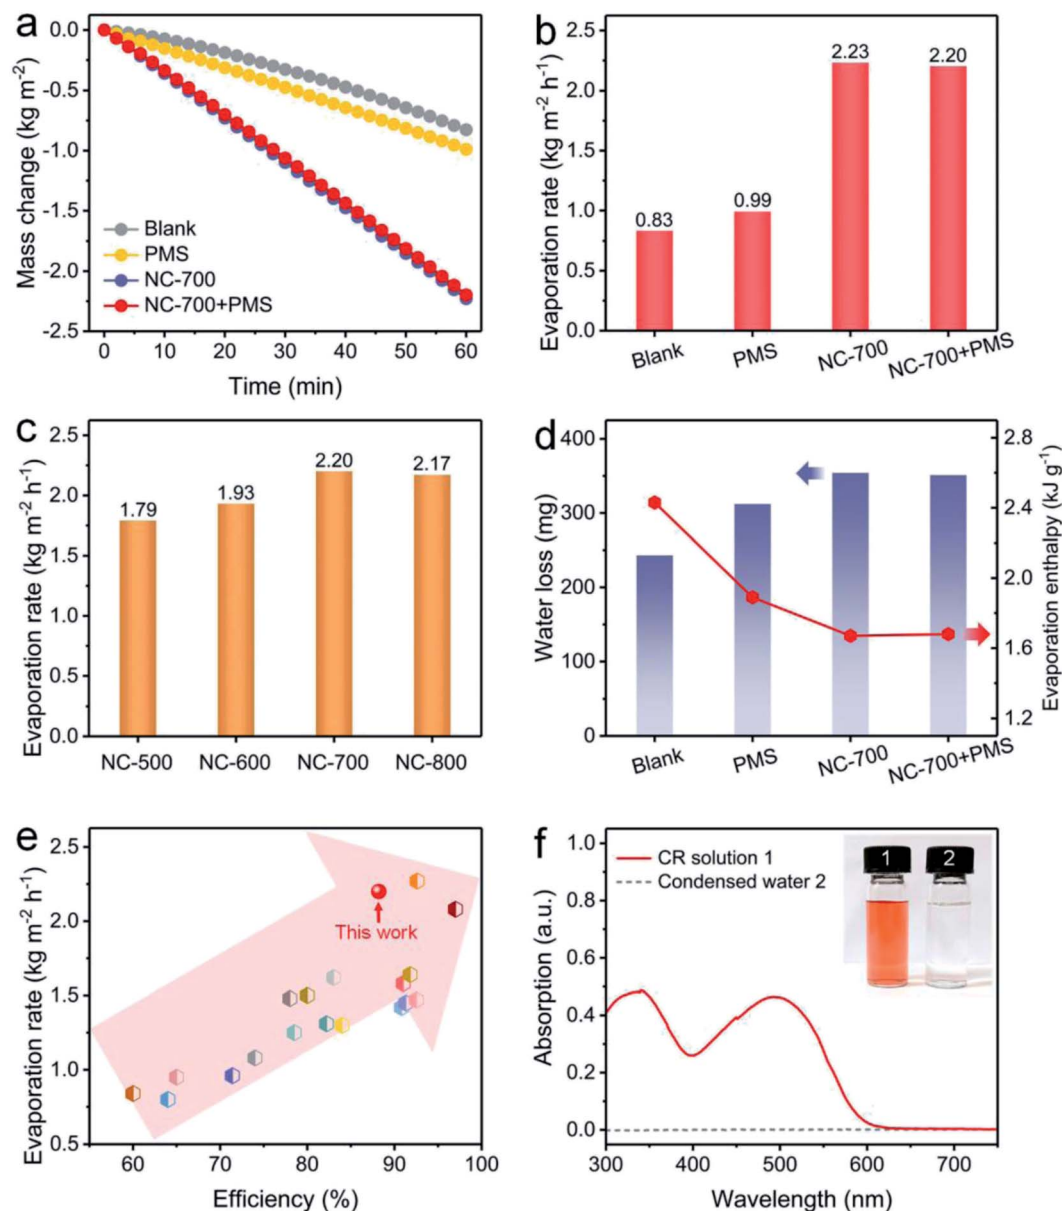 a
0.0
-0.5
-1.0
-1.5
-2.0
-2.5
Mass change (kg m⁻²)
Blank
PMS
NC-700
NC-700+PMS
0 10 20 30 40 50 60
Time (min)
b
2.5
2.0
1.5
1.0
0.5
0.0
Evaporation rate (kg m⁻² h⁻¹)
0.83
0.99
2.23
2.20
Blank PMS NC-700 NC-700+PMS
c
2.5
2.0
1.5
1.0
0.5
0.0
Evaporation rate (kg m⁻² h⁻¹)
1.79
1.93
2.20
2.17
NC-500 NC-600 NC-700 NC-800
d
400
300
200
100
0
Water loss (mg)
2.8
2.4
2.0
1.6
1.2
Evaporation enthalpy (kJ g⁻¹)
Blank PMS NC-700 NC-700+PMS
e
2.5
2.0
1.5
1.0
0.5
Evaporation rate (kg m⁻² h⁻¹)
This work
60 70 80 90 100
Efficiency (%)
f
1.0
0.8
0.6
0.4
0.2
0.0
Absorption (a.u.)
CR solution 1
Condensed water 2
1 2
300 400 500 600 700
Wavelength (nm)